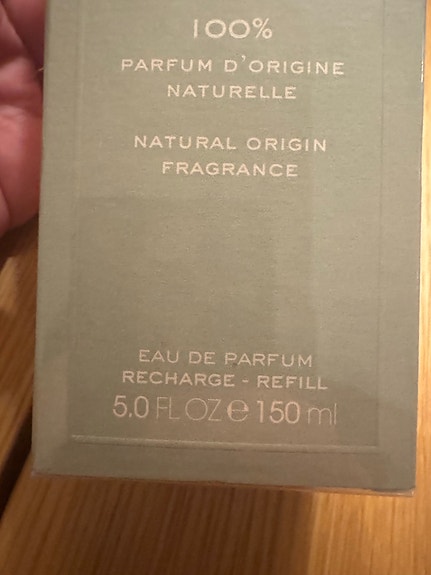 100%
PARFUM D'ORIGINE
NATURELLE
NATURAL ORIGIN
FRAGRANCE
EAU DE PARFUM
RECHARGE - REFILL
5.0 FL OZ e 150 ml